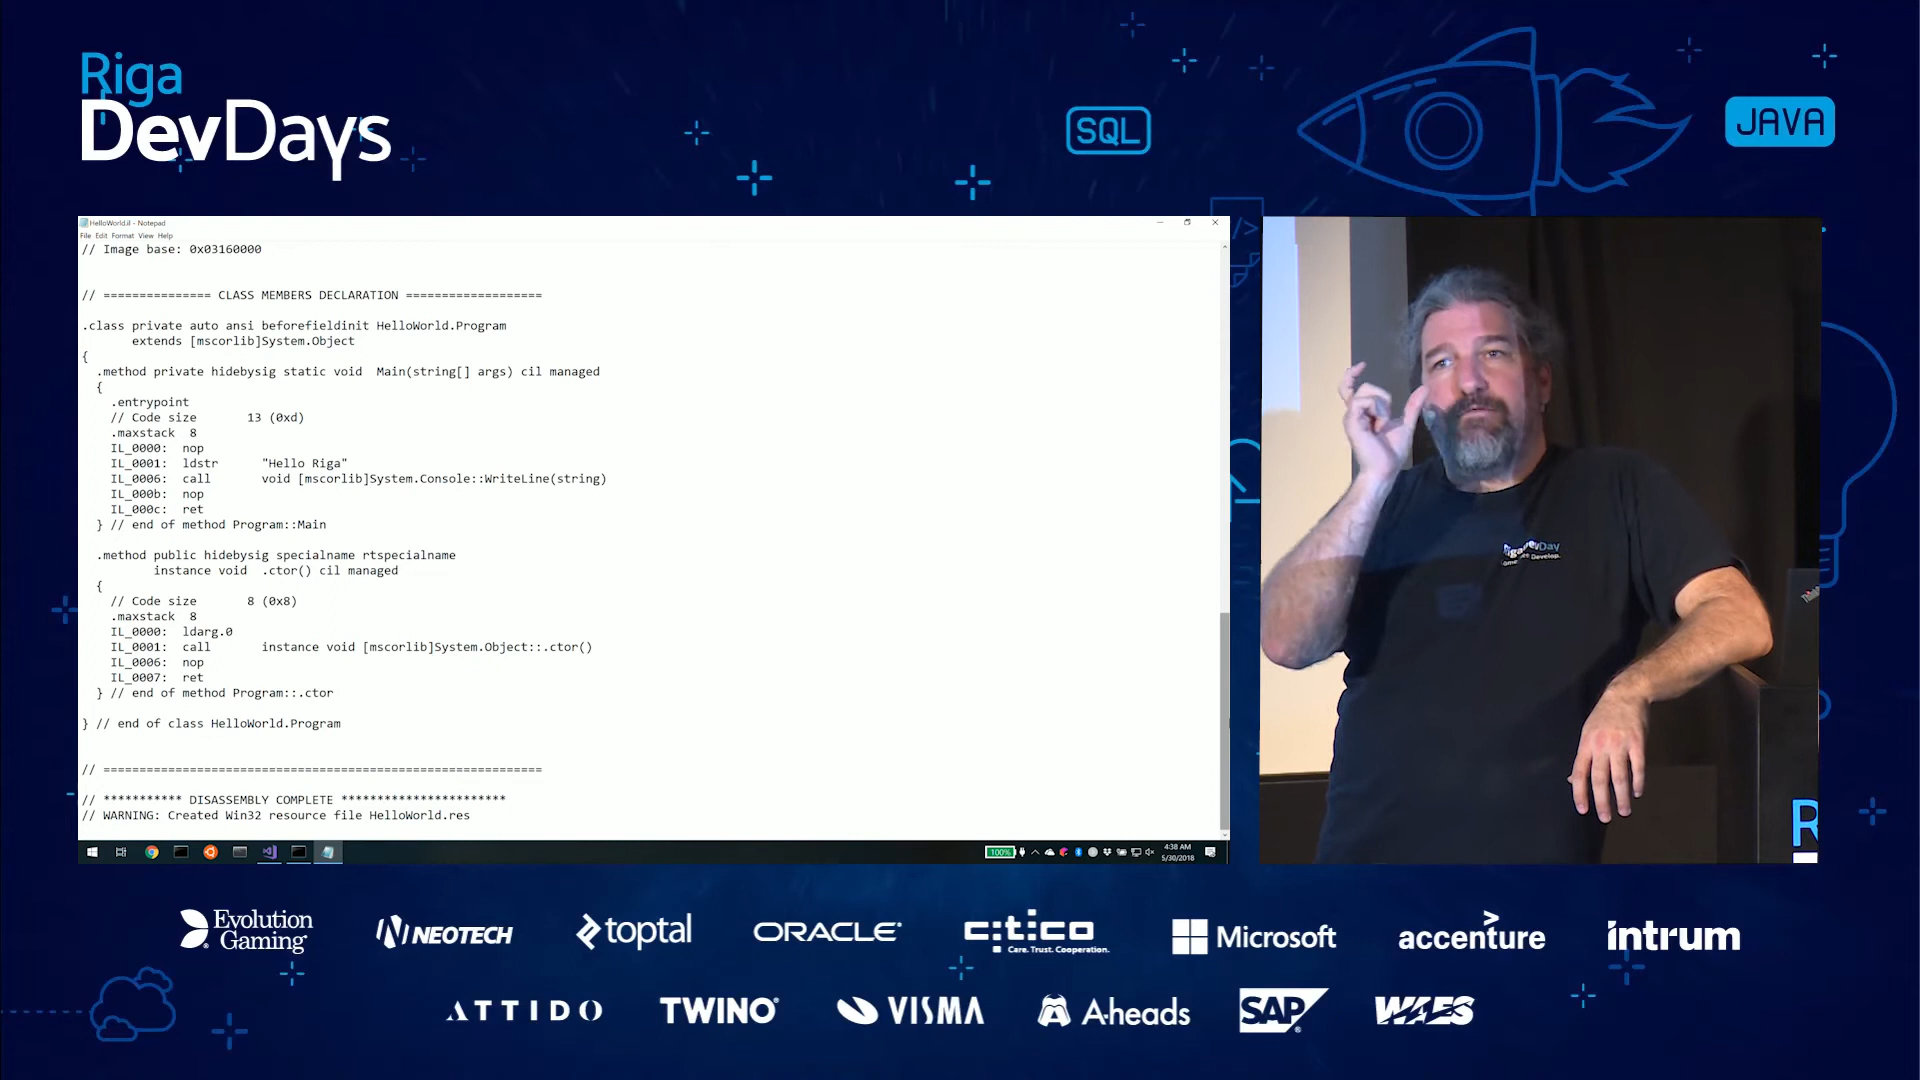 Riga
DevDays
SQL
JAVA
HelloWorld.il - Notepad
File Edit Format View Help
// Image base: 0x03160000
// =============== CLASS MEMBERS DECLARATION ===================
.class private auto ansi beforefieldinit HelloWorld.Program
extends [mscorlib]System.Object
{
.method private hidebysig static void  Main(string[] args) cil managed
{
.entrypoint
// Code size       13 (0xd)
.maxstack  8
IL_0000:  nop
IL_0001:  ldstr      "Hello Riga"
IL_0006:  call       void [mscorlib]System.Console::WriteLine(string)
IL_000b:  nop
IL_000c:  ret
} // end of method Program::Main
.method public hidebysig specialname rtspecialname
instance void  .ctor() cil managed
{
// Code size       8 (0x8)
.maxstack  8
IL_0000:  ldarg.0
IL_0001:  call       instance void [mscorlib]System.Object::.ctor()
IL_0006:  nop
IL_0007:  ret
} // end of method Program::.ctor
} // end of class HelloWorld.Program
// =============================================================
// *********** DISASSEMBLY COMPLETE ***********************
// WARNING: Created Win32 resource file HelloWorld.res
100%
4:38 AM
5/30/2018
R
Evolution
Gaming
NEOTECH
toptal
ORACLE
citico
Care. Trust. Cooperation.
Microsoft
accenture
intrum
ATTIDO
TWINO
VISMA
A-heads
SAP